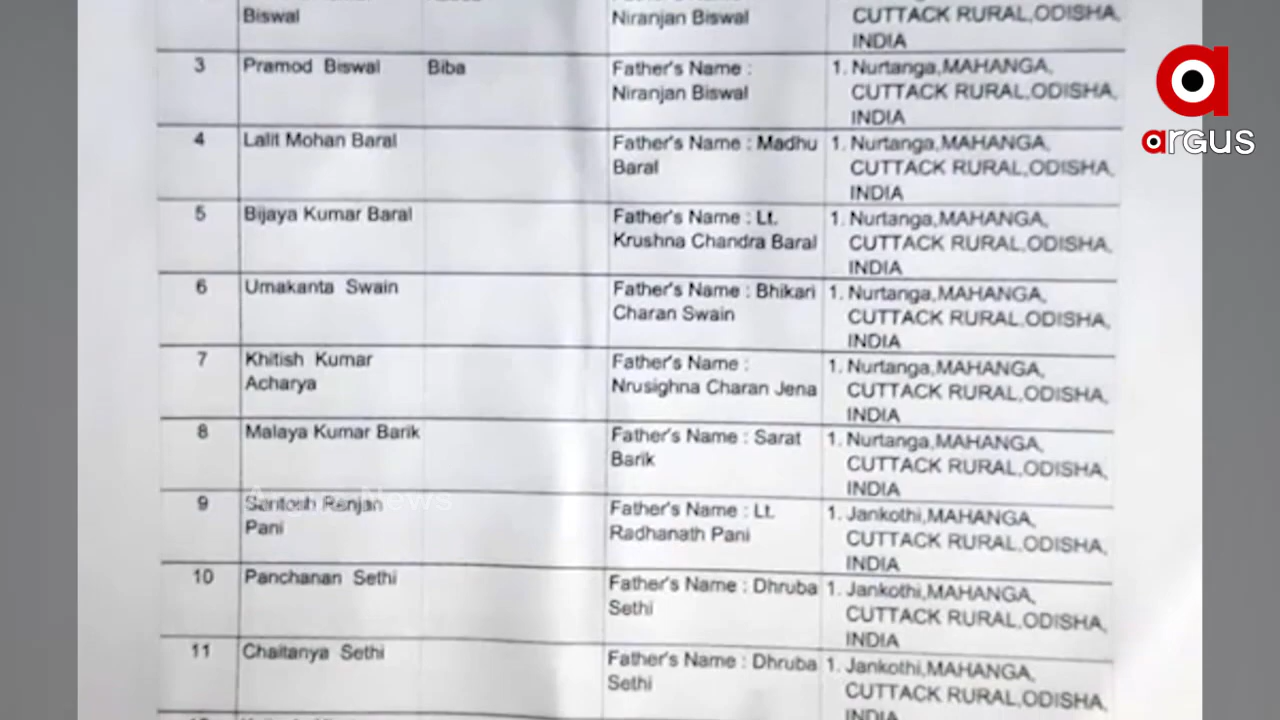 Biswal
Niranjan Biswal
CUTTACK RURAL,ODISHA,
INDIA
3 Pramod Biswal Biba Father's Name : 1. Nurtanga,MAHANGA,
Niranjan Biswal CUTTACK RURAL,ODISHA,
INDIA
4 Lalit Mohan Baral Father's Name : Madhu 1. Nurtanga,MAHANGA,
Baral CUTTACK RURAL,ODISHA,
INDIA
5 Bijaya Kumar Baral Father's Name : Lt. 1. Nurtanga,MAHANGA,
Krushna Chandra Baral CUTTACK RURAL,ODISHA,
INDIA
6 Umakanta Swain Father's Name : Bhikari 1. Nurtanga,MAHANGA,
Charan Swain CUTTACK RURAL,ODISHA,
INDIA
7 Khitish Kumar Father's Name : 1. Nurtanga,MAHANGA,
Acharya Nrusighna Charan Jena CUTTACK RURAL,ODISHA,
INDIA
8 Malaya Kumar Barik Father's Name : Sarat 1. Nurtanga,MAHANGA,
Barik CUTTACK RURAL,ODISHA,
INDIA
9 Santosh Ranjan Father's Name : Lt. 1. Jankothi,MAHANGA,
Pani Radhanath Pani CUTTACK RURAL,ODISHA,
INDIA
10 Panchanan Sethi Father's Name : Dhruba 1. Jankothi,MAHANGA,
Sethi CUTTACK RURAL,ODISHA,
INDIA
11 Chaitanya Sethi Father's Name : Dhruba 1. Jankothi,MAHANGA,
Sethi CUTTACK RURAL,ODISHA,
INDIA
argus
News